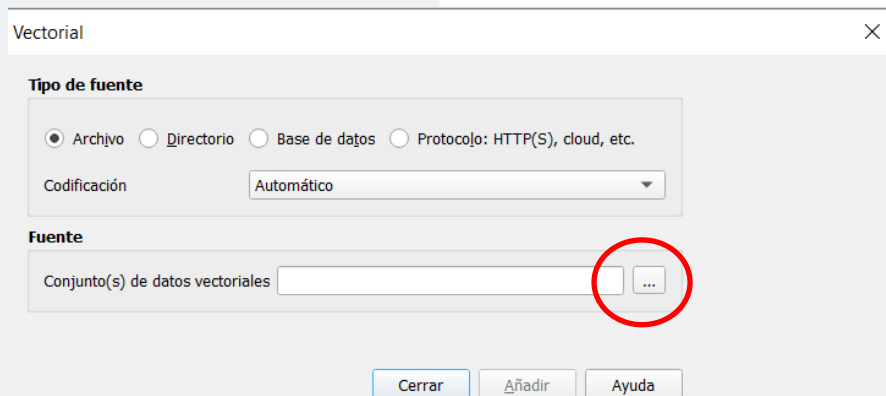 Vectorial
Tipo de fuente
Archivo Directorio Base de datos Protocolo: HTTP(S), cloud, etc.
Codificación Automático
Fuente
Conjunto(s) de datos vectoriales ...
Cerrar Añadir Ayuda